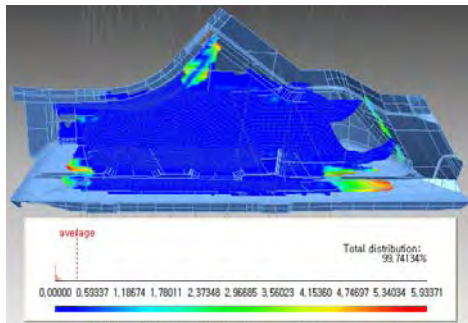 average
Total distribution:
99,74134%
0,00000 0,59337 1,18674 1,78011 2,37348 2,96685 3,56023 4,15360 4,74697 5,34034 5,93371